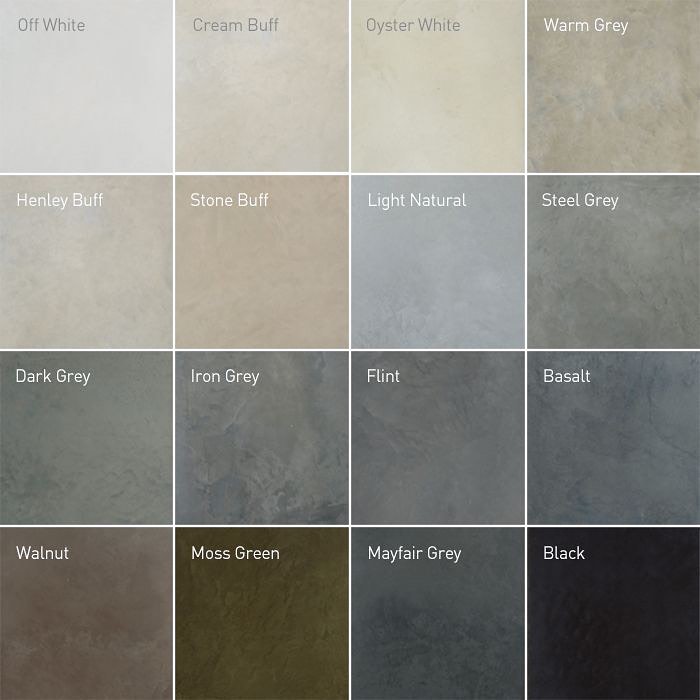 Off White
Cream Buff
Oyster White
Warm Grey
Henley Buff
Stone Buff
Light Natural
Steel Grey
Dark Grey
Iron Grey
Flint
Basalt
Walnut
Moss Green
Mayfair Grey
Black